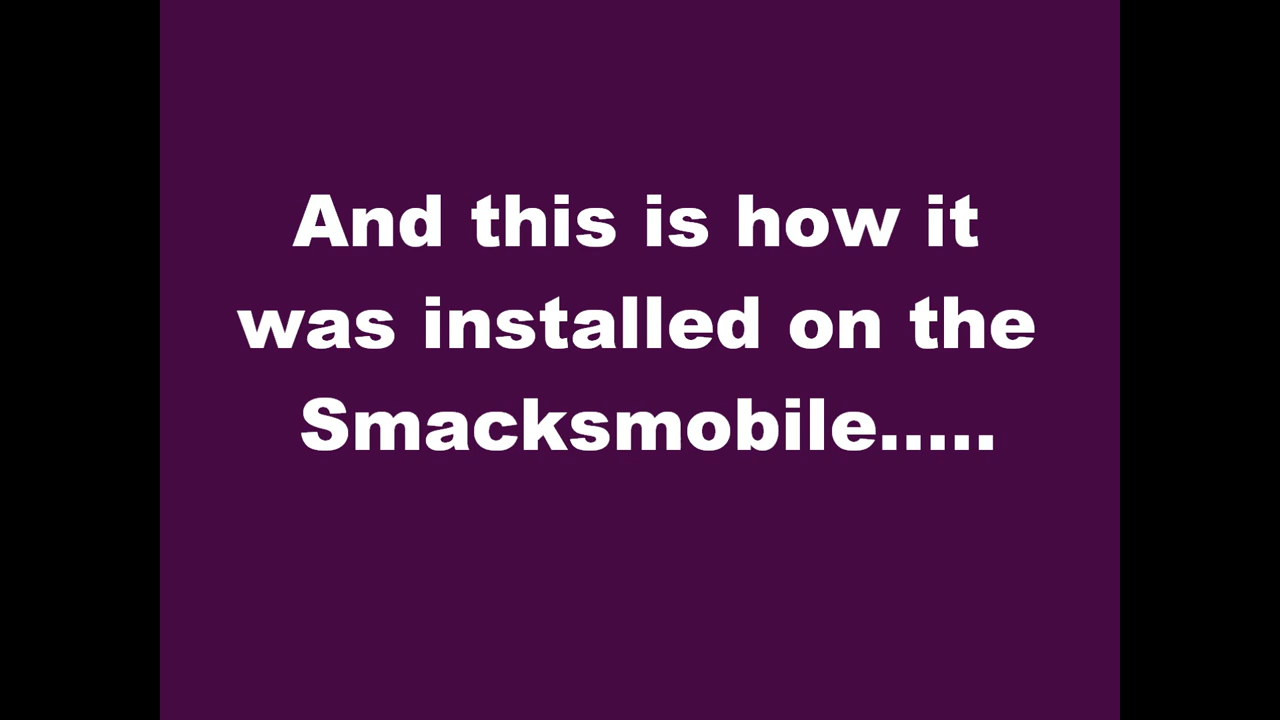 And this is how it
was installed on the
Smacksmobile.....